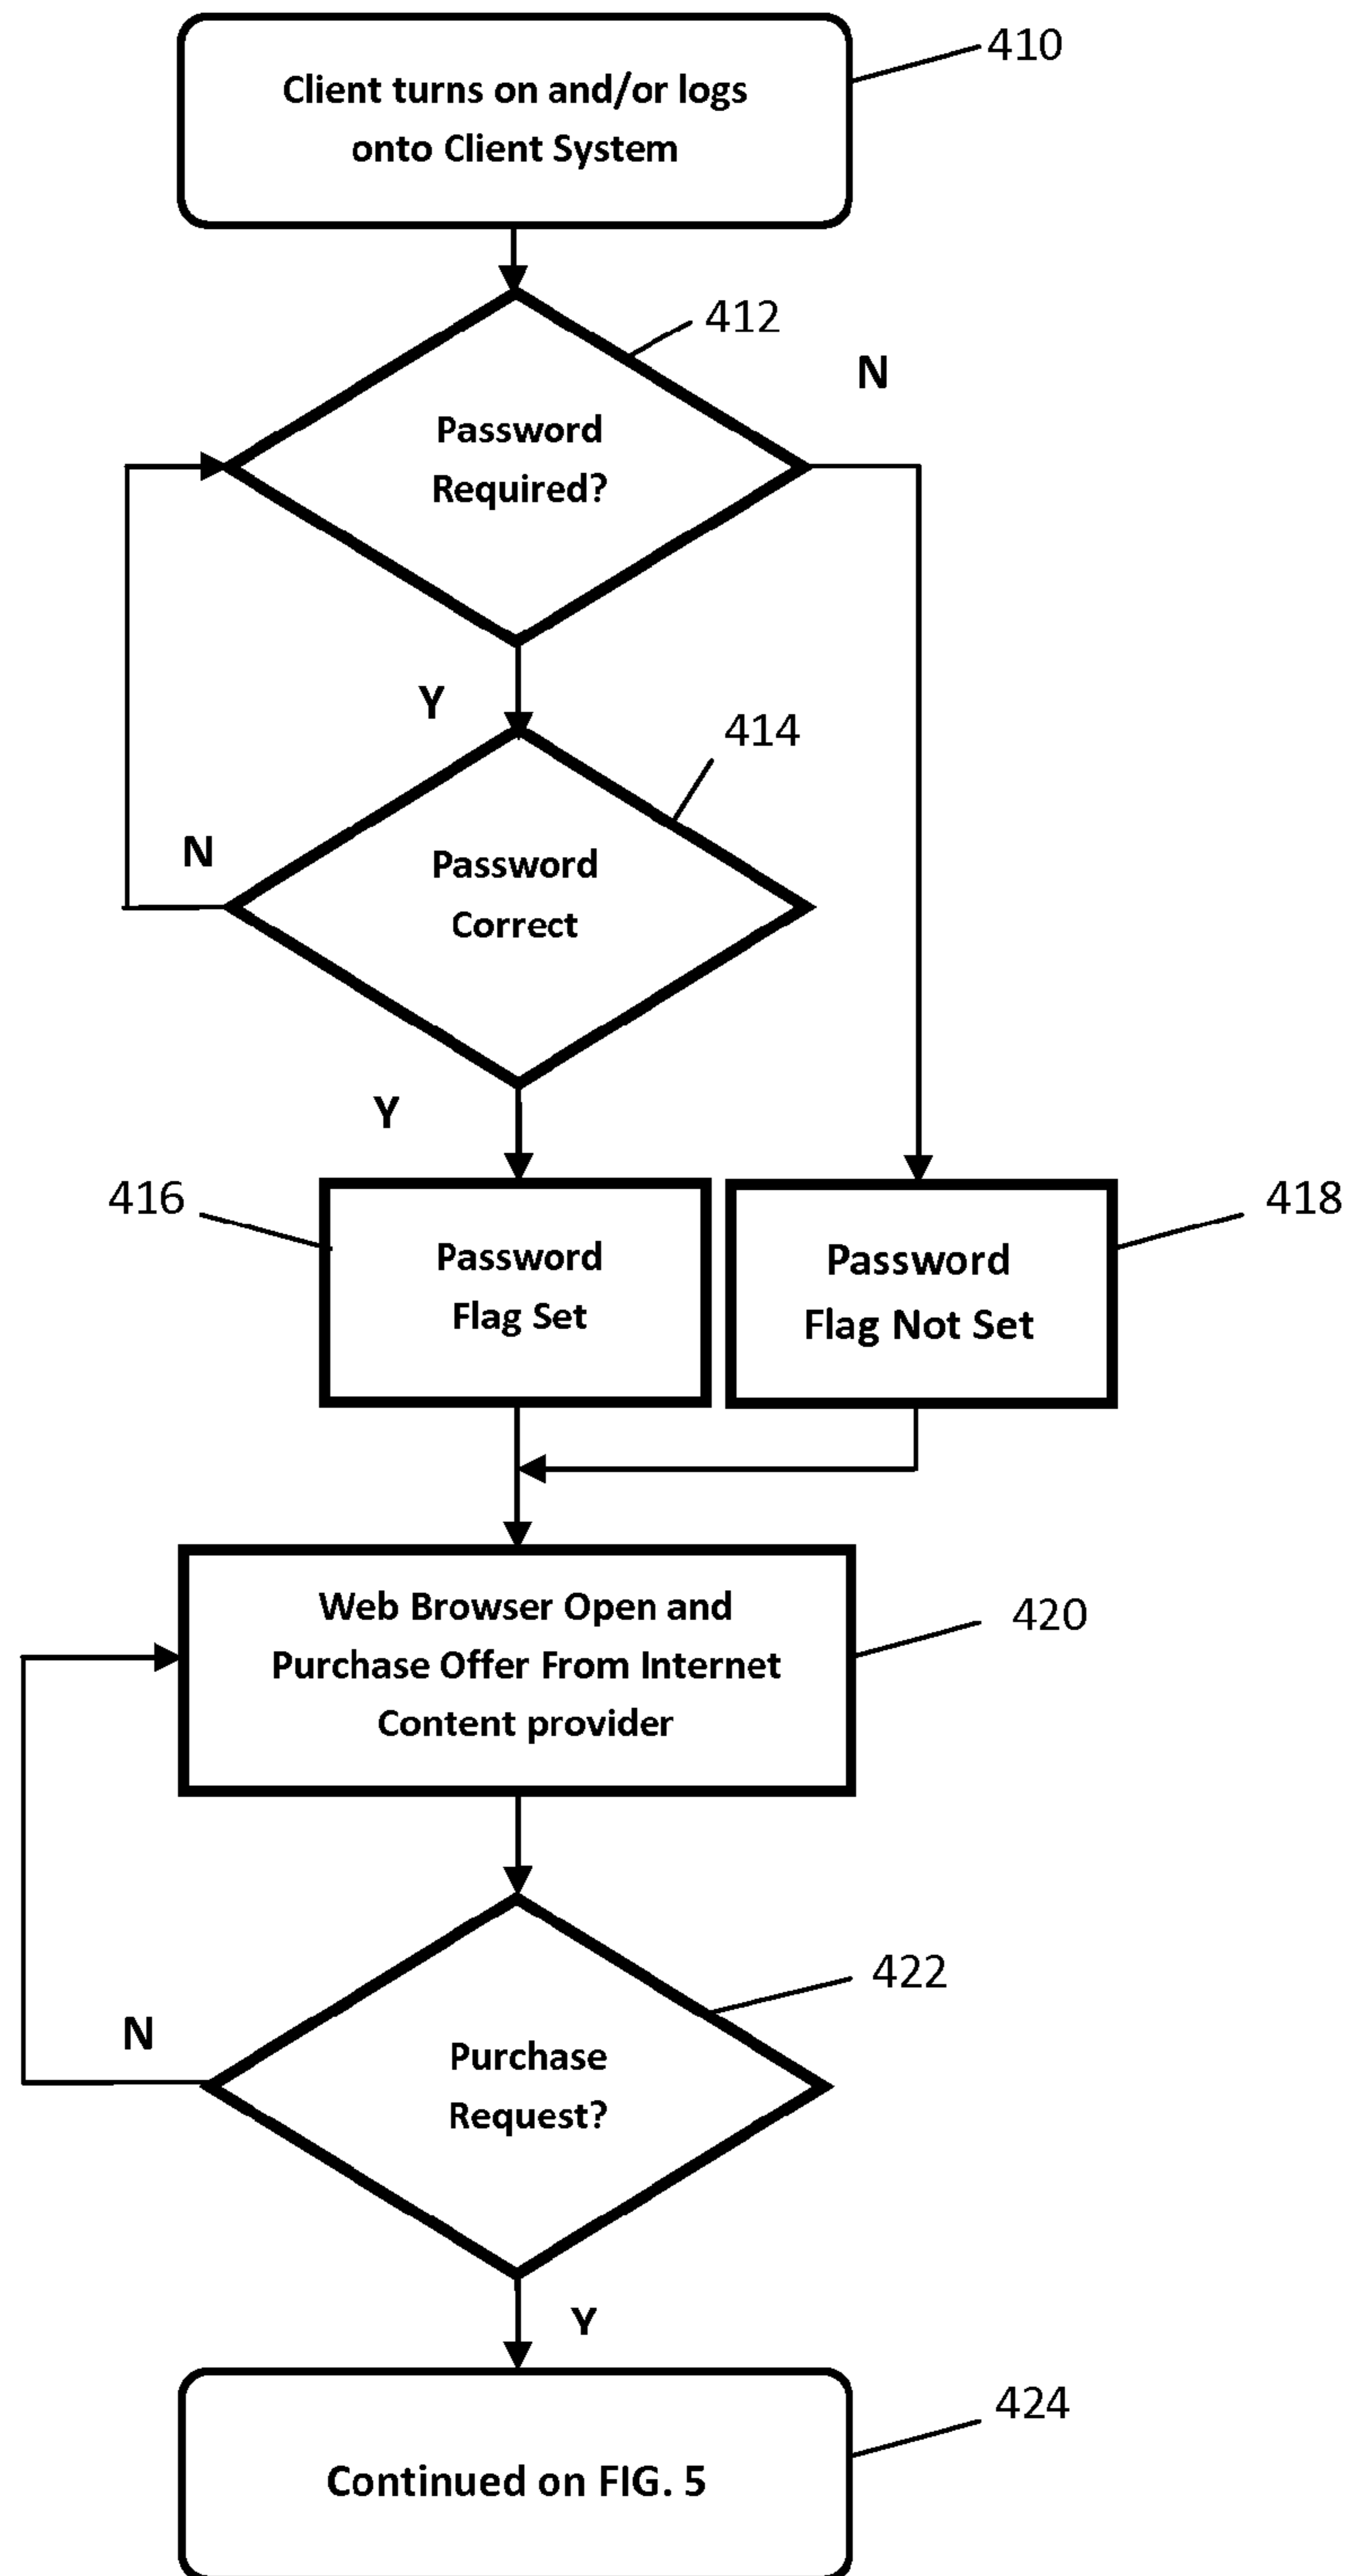 Client turns on and/or logs
onto Client System
410
412
N
Password
Required?
Y
414
N
Password
Correct
Y
416
Password
Flag Set
418
Password
Flag Not Set
Web Browser Open and
Purchase Offer From Internet
Content provider
420
422
N
Purchase
Request?
Y
424
Continued on FIG. 5